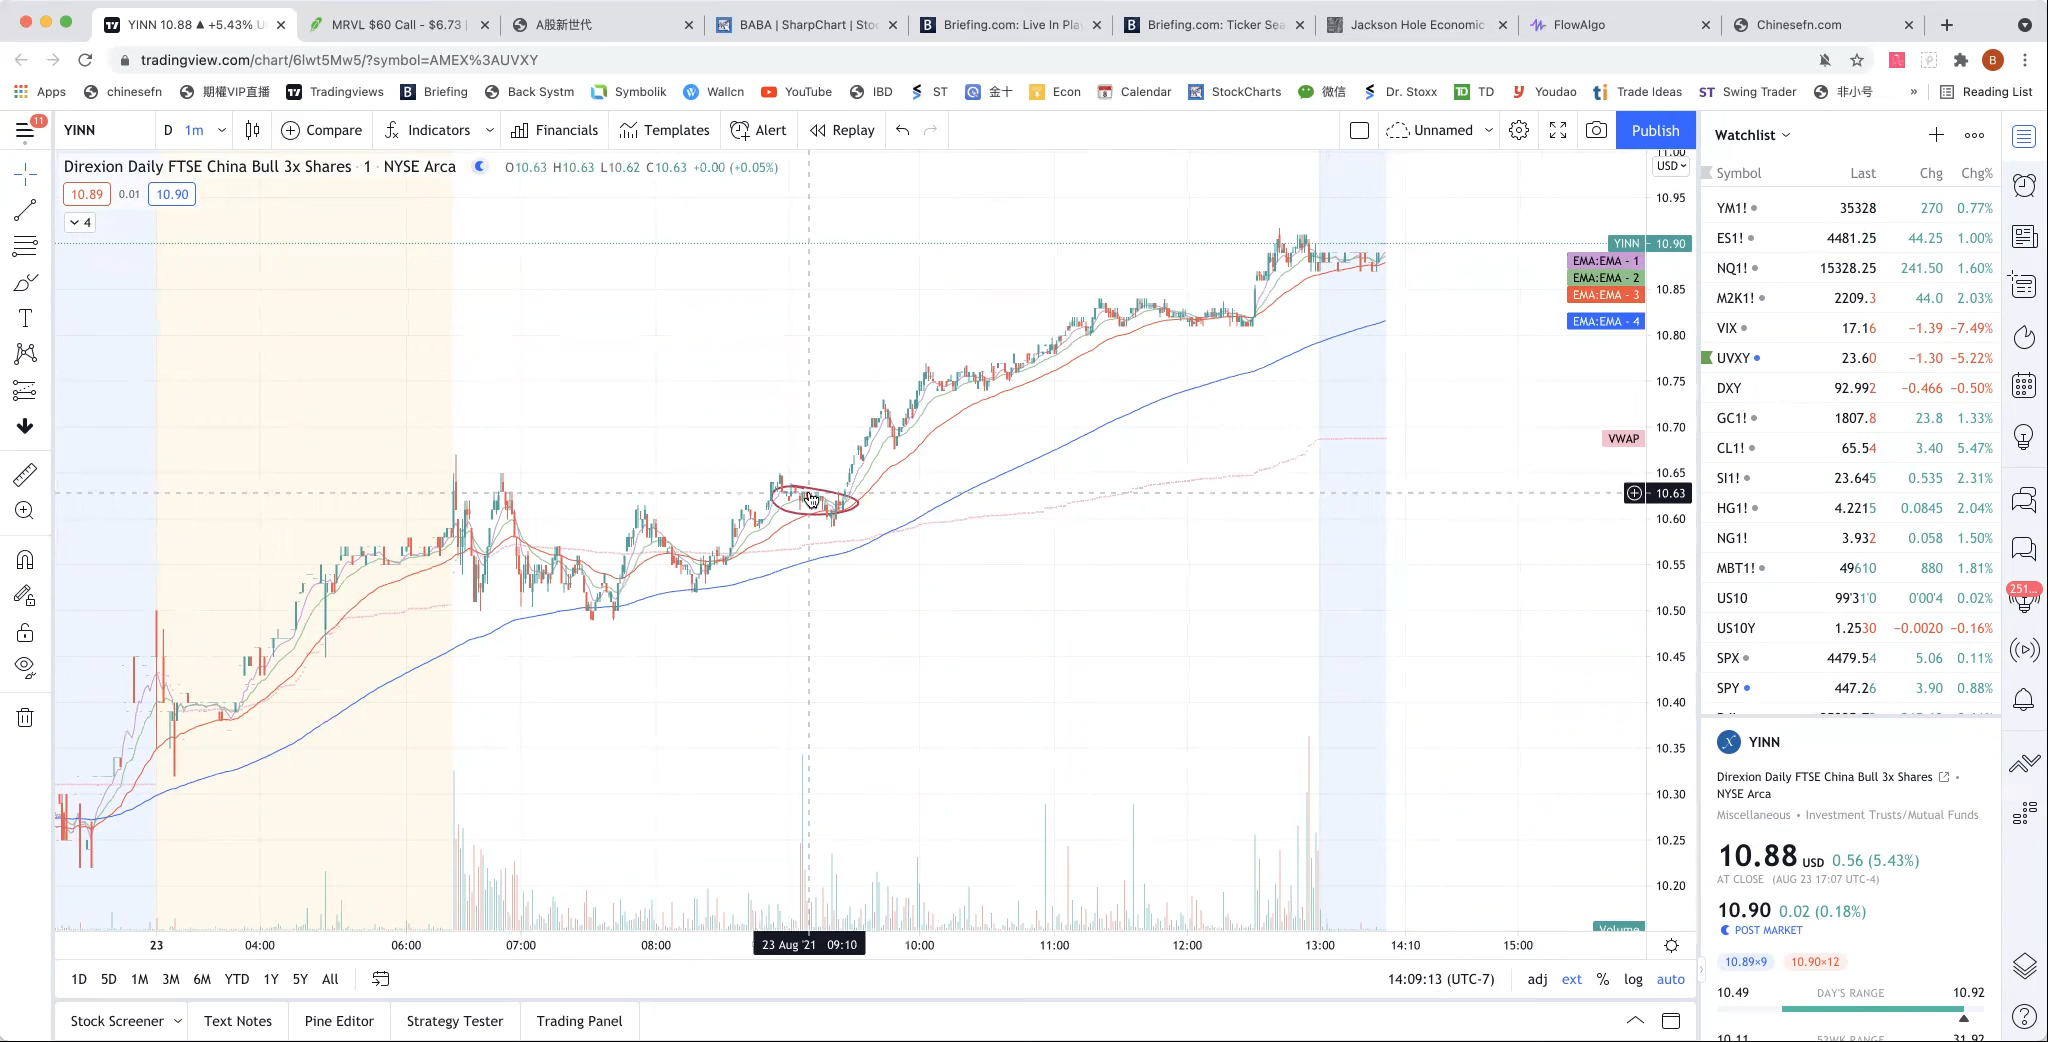 YINN 10.88 ▲ +5.43% U
MRVL $60 Call - $6.73
A股新世代
BABA | SharpChart | Sto
Briefing.com: Live In Pla
Briefing.com: Ticker Sea
Jackson Hole Economic
FlowAlgo
Chinesefn.com
tradingview.com/chart/6lwt5Mw5/?symbol=AMEX%3AUVXY
B
Apps
chinesefn
期權VIP直播
Tradingviews
Briefing
Back Systm
Symbolik
Wallcn
YouTube
IBD
ST
金十
Econ
Calendar
StockCharts
微信
Dr. Stoxx
TD
Youdao
Trade Ideas
Swing Trader
非小号
»
Reading List
11
YINN
D
1m
Compare
Indicators
Financials
Templates
Alert
Replay
Unnamed
Publish
Direxion Daily FTSE China Bull 3x Shares · 1 · NYSE Arca
O10.63 H10.63 L10.62 C10.63 +0.00 (+0.05%)
10.89
0.01
10.90
4
11.00
USD
10.95
YINN
10.90
EMA:EMA - 1
EMA:EMA - 2
EMA:EMA - 3
EMA:EMA - 4
10.85
10.80
10.75
10.70
VWAP
10.65
10.63
10.60
10.55
10.50
10.45
10.40
10.35
10.30
10.25
10.20
Volume
23
04:00
06:00
07:00
08:00
23 Aug '21 09:10
10:00
11:00
12:00
13:00
14:10
15:00
1D
5D
1M
3M
6M
YTD
1Y
5Y
All
14:09:13 (UTC-7)
adj
ext
%
log
auto
Stock Screener
Text Notes
Pine Editor
Strategy Tester
Trading Panel
Watchlist
Symbol Last Chg Chg%
YM1! 35328 270 0.77%
ES1! 4481.25 44.25 1.00%
NQ1! 15328.25 241.50 1.60%
M2K1! 2209.3 44.0 2.03%
VIX 17.16 −1.39 −7.49%
UVXY 23.60 −1.30 −5.22%
DXY 92.992 −0.466 −0.50%
GC1! 1807.8 23.8 1.33%
CL1! 65.54 3.40 5.47%
SI1! 23.645 0.535 2.31%
HG1! 4.2215 0.0845 2.04%
NG1! 3.932 0.058 1.50%
MBT1! 49610 880 1.81%
US10 99'31'0 0'00'4 0.02%
US10Y 1.2530 −0.0020 −0.16%
SPX 4479.54 5.06 0.11%
SPY 447.26 3.90 0.88%
251...
YINN
Direxion Daily FTSE China Bull 3x Shares •
NYSE Arca
Miscellaneous • Investment Trusts/Mutual Funds
10.88 USD 0.56 (5.43%)
AT CLOSE (AUG 23 17:07 UTC-4)
10.90 0.02 (0.18%)
POST MARKET
10.89×9
10.90×12
10.49 DAY'S RANGE 10.92
10.11 52WK RANGE 31.92